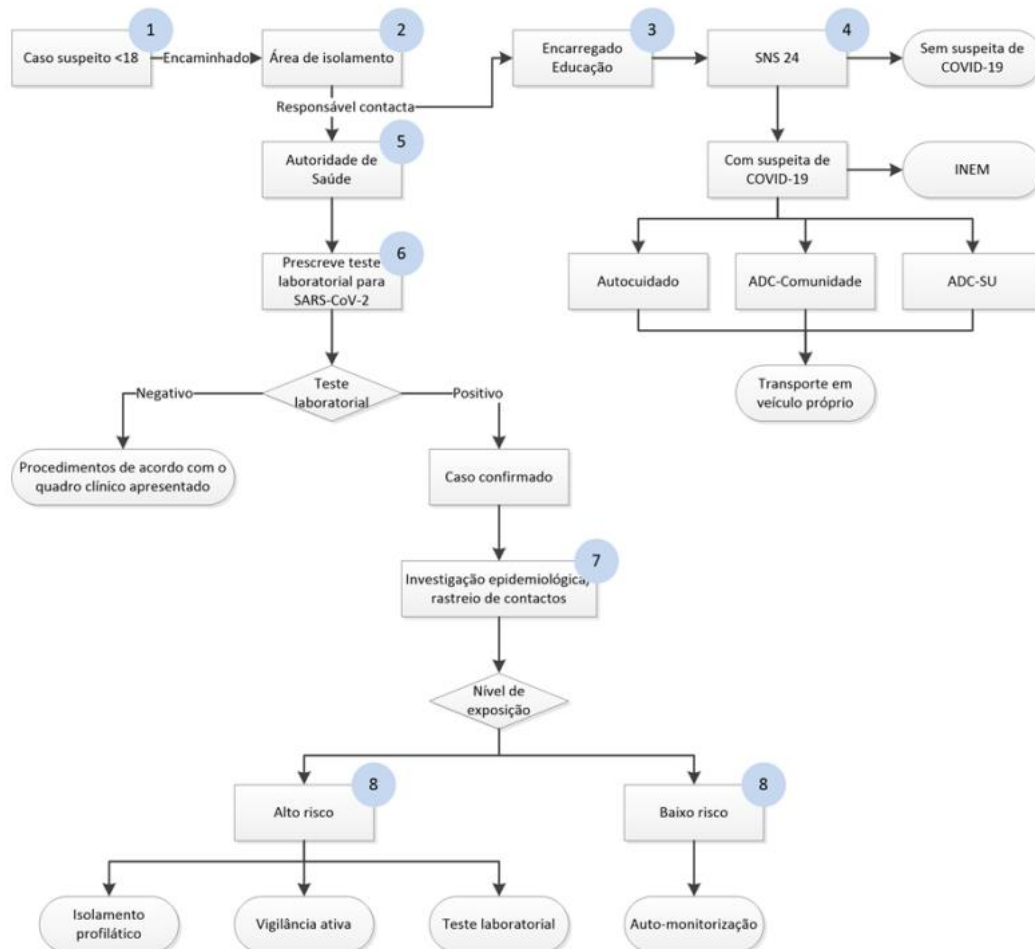 1
2
3
4
Caso suspeito <18
Encaminhado
Área de isolamento
Encarregado
Educação
SNS 24
Sem suspeita de
COVID-19
Responsável contacta
5
Autoridade de
Saúde
Com suspeita de
COVID-19
INEM
6
Prescreve teste
laboratorial para
SARS-CoV-2
Autocuidado
ADC-Comunidade
ADC-SU
Negativo
Teste
laboratorial
Positivo
Transporte em
veículo próprio
Procedimentos de acordo com o
quadro clínico apresentado
Caso confirmado
7
Investigação epidemiológica,
rastreio de contactos
Nível de
exposição
8
8
Alto risco
Baixo risco
Isolamento
profilático
Vigilância ativa
Teste laboratorial
Auto-monitorização